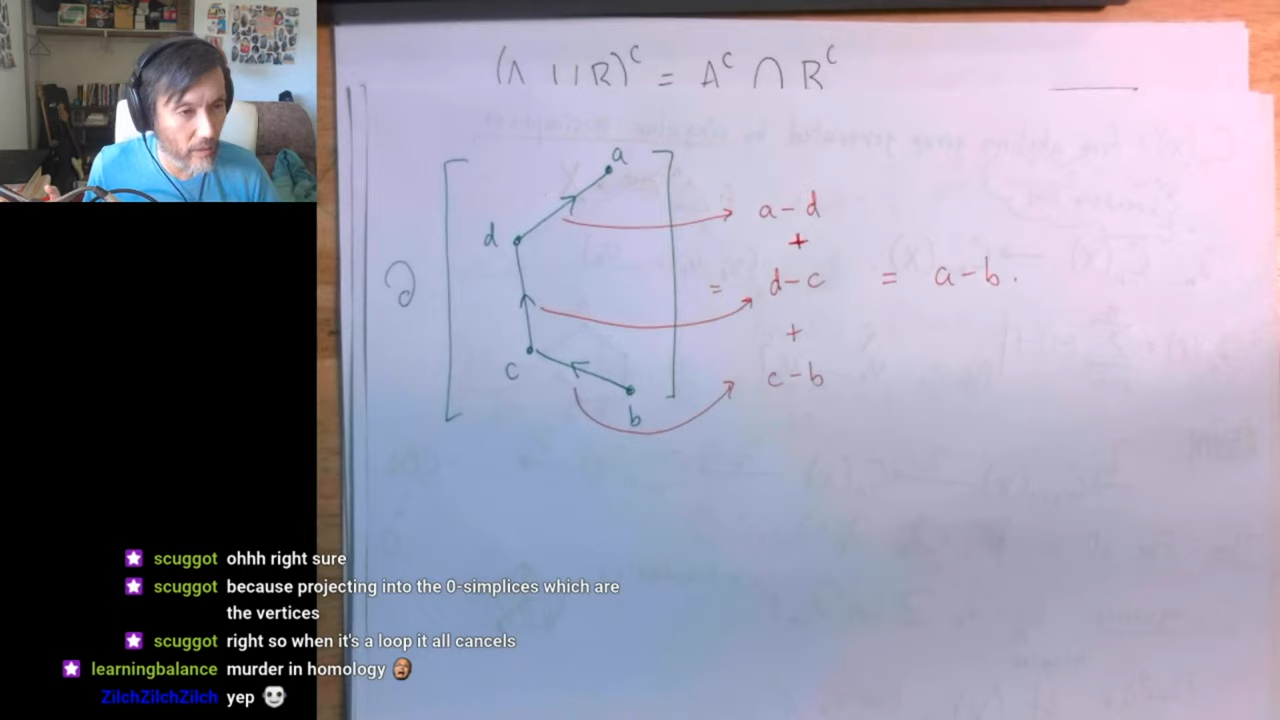 = Aᶜ ∩
∂
a
d
c
b
a-d
+
= d-c = a-b.
+
c-b
scuggot ohhh right sure
scuggot because projecting into the 0-simplices which are
the vertices
scuggot right so when it's a loop it all cancels
learningbalance murder in homology
ZilchZilchZilch yep